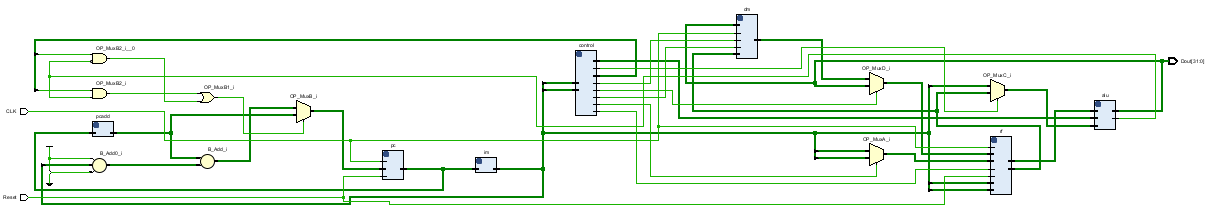 dm
OP_MuxB2_i__0
control
OP_MuxD_i
OP_MuxC_i
OP_MuxB2_i
OP_MuxB1_i
OP_MuxB_i
alu
Dout[31:0]
CLK
pcadd
rf
OP_MuxA_i
B_Add0_i
B_Add_i
pc
im
Reset